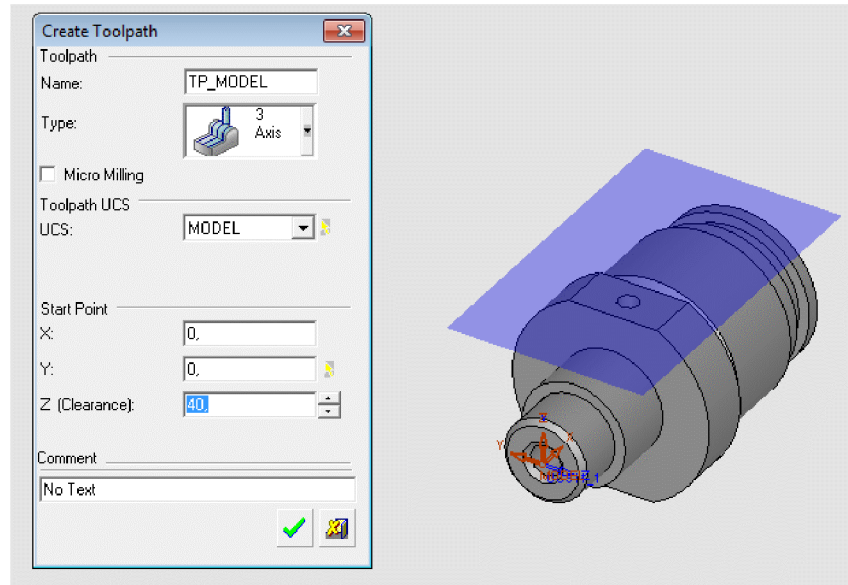 Create Toolpath
Toolpath
Name: TP_MODEL
Type: 3 Axis
Micro Milling
Toolpath UCS
UCS: MODEL
Start Point
X: 0,
Y: 0,
Z (Clearance): 40,
Comment
No Text
Z
Y
X